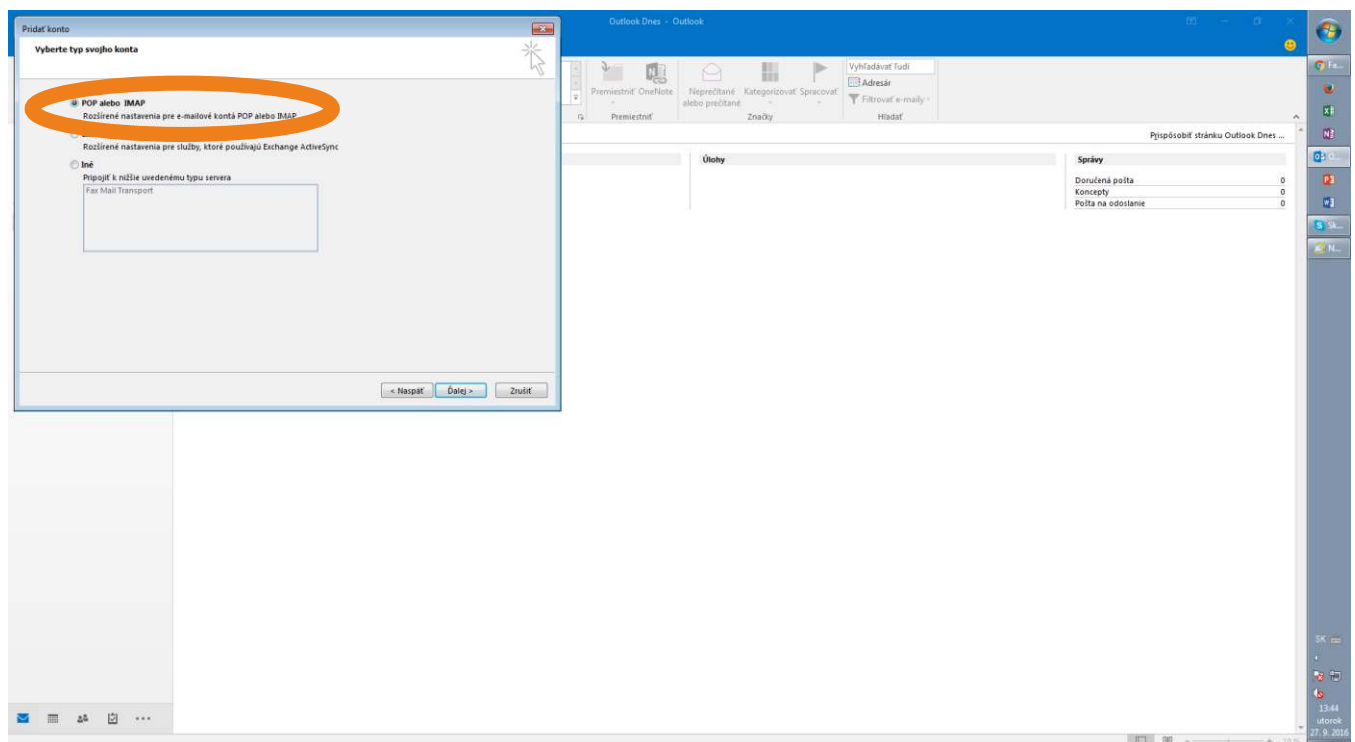 Outlook Dnes - Outlook
Pridať konto
Vyberte typ svojho konta
POP alebo IMAP
Rozšírené nastavenia pre e-mailové kontá POP alebo IMAP
Rozšírené nastavenia pre služby, ktoré používajú Exchange ActiveSync
Iné
Pripojiť k nižšie uvedenému typu servera
Fax Mail Transport
< Naspäť
Ďalej >
Zrušiť
Premiestniť
OneNote
Neprečítané alebo prečítané
Kategorizovať
Spracovať
Vyhľadávať ľudí
Adresár
Filtrovať e-maily
Premiestniť
Značky
Hľadať
Prispôsobiť stránku Outlook Dnes ...
Úlohy
Správy
Doručená pošta 0
Koncepty 0
Pošta na odoslanie 0
Fa...
Sk...
N...
SK
13:44
utorok
27. 9. 2016